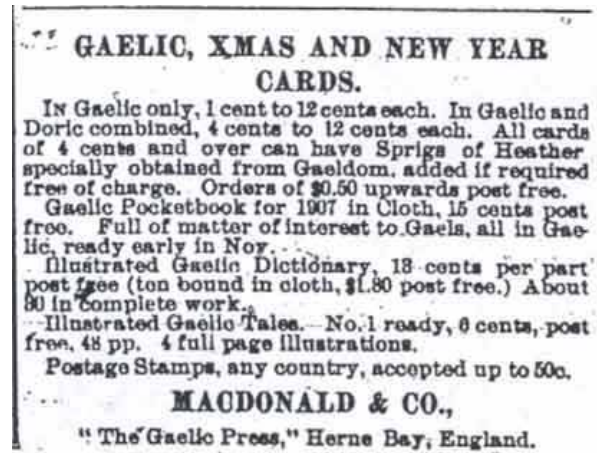 GAELIC, XMAS AND NEW YEAR
CARDS.
IN Gaelic only, 1 cent to 12 cents each. In Gaelic and
Doric combined, 4 cents to 12 cents each. All cards
of 4 cents and over can have Sprigs of Heather
specially obtained from Gaeldom, added if required
free of charge. Orders of $0.50 upwards post free.
Gaelic Pocketbook for 1907 in Cloth, 15 cents post
free. Full of matter of interest to Gaels, all in Gae-
lic, ready early in Nov.
Illustrated Gaelic Dictionary, 13 cents per part
post free (ten bound in cloth, $1.80 post free.) About
30 in complete work.
Illustrated Gaelic Tales. No. 1 ready, 6 cents, post
free, 48 pp. 4 full page illustrations.
Postage Stamps, any country, accepted up to 50c.
MACDONALD & CO.,
"The Gaelic Press," Herne Bay, England.